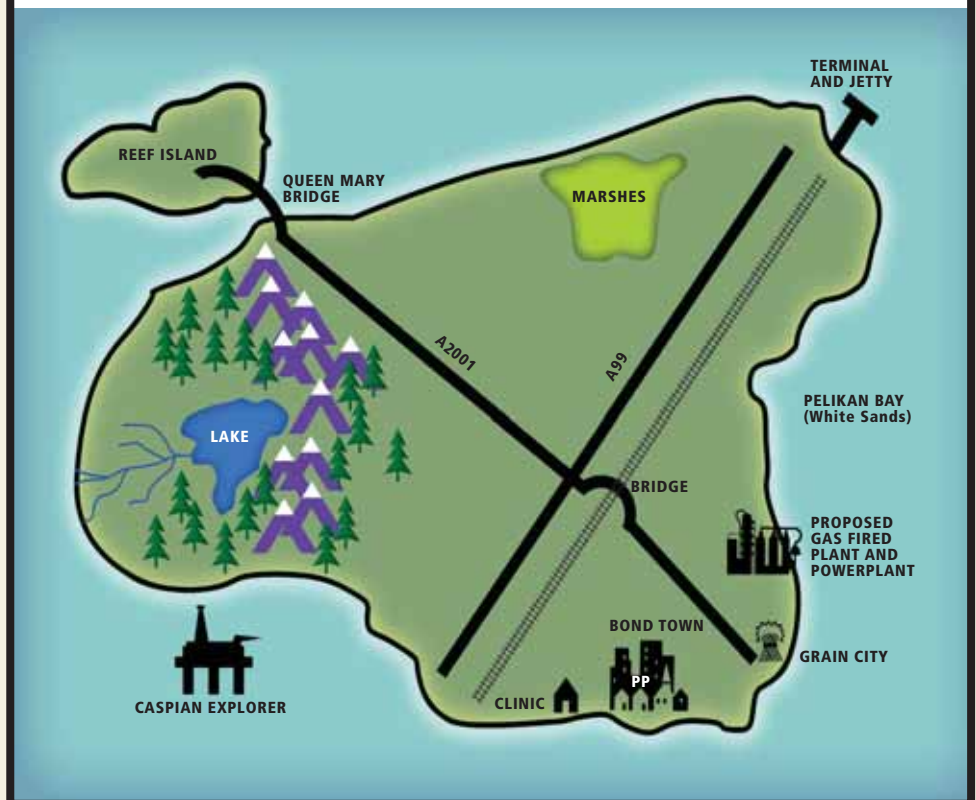 TERMINAL
AND JETTY
REEF ISLAND
QUEEN MARY
BRIDGE
MARSHES
A2001
A99
PELIKAN BAY
(White Sands)
LAKE
BRIDGE
PROPOSED
GAS FIRED
PLANT AND
POWERPLANT
BOND TOWN
GRAIN CITY
PP
CLINIC
CASPIAN EXPLORER